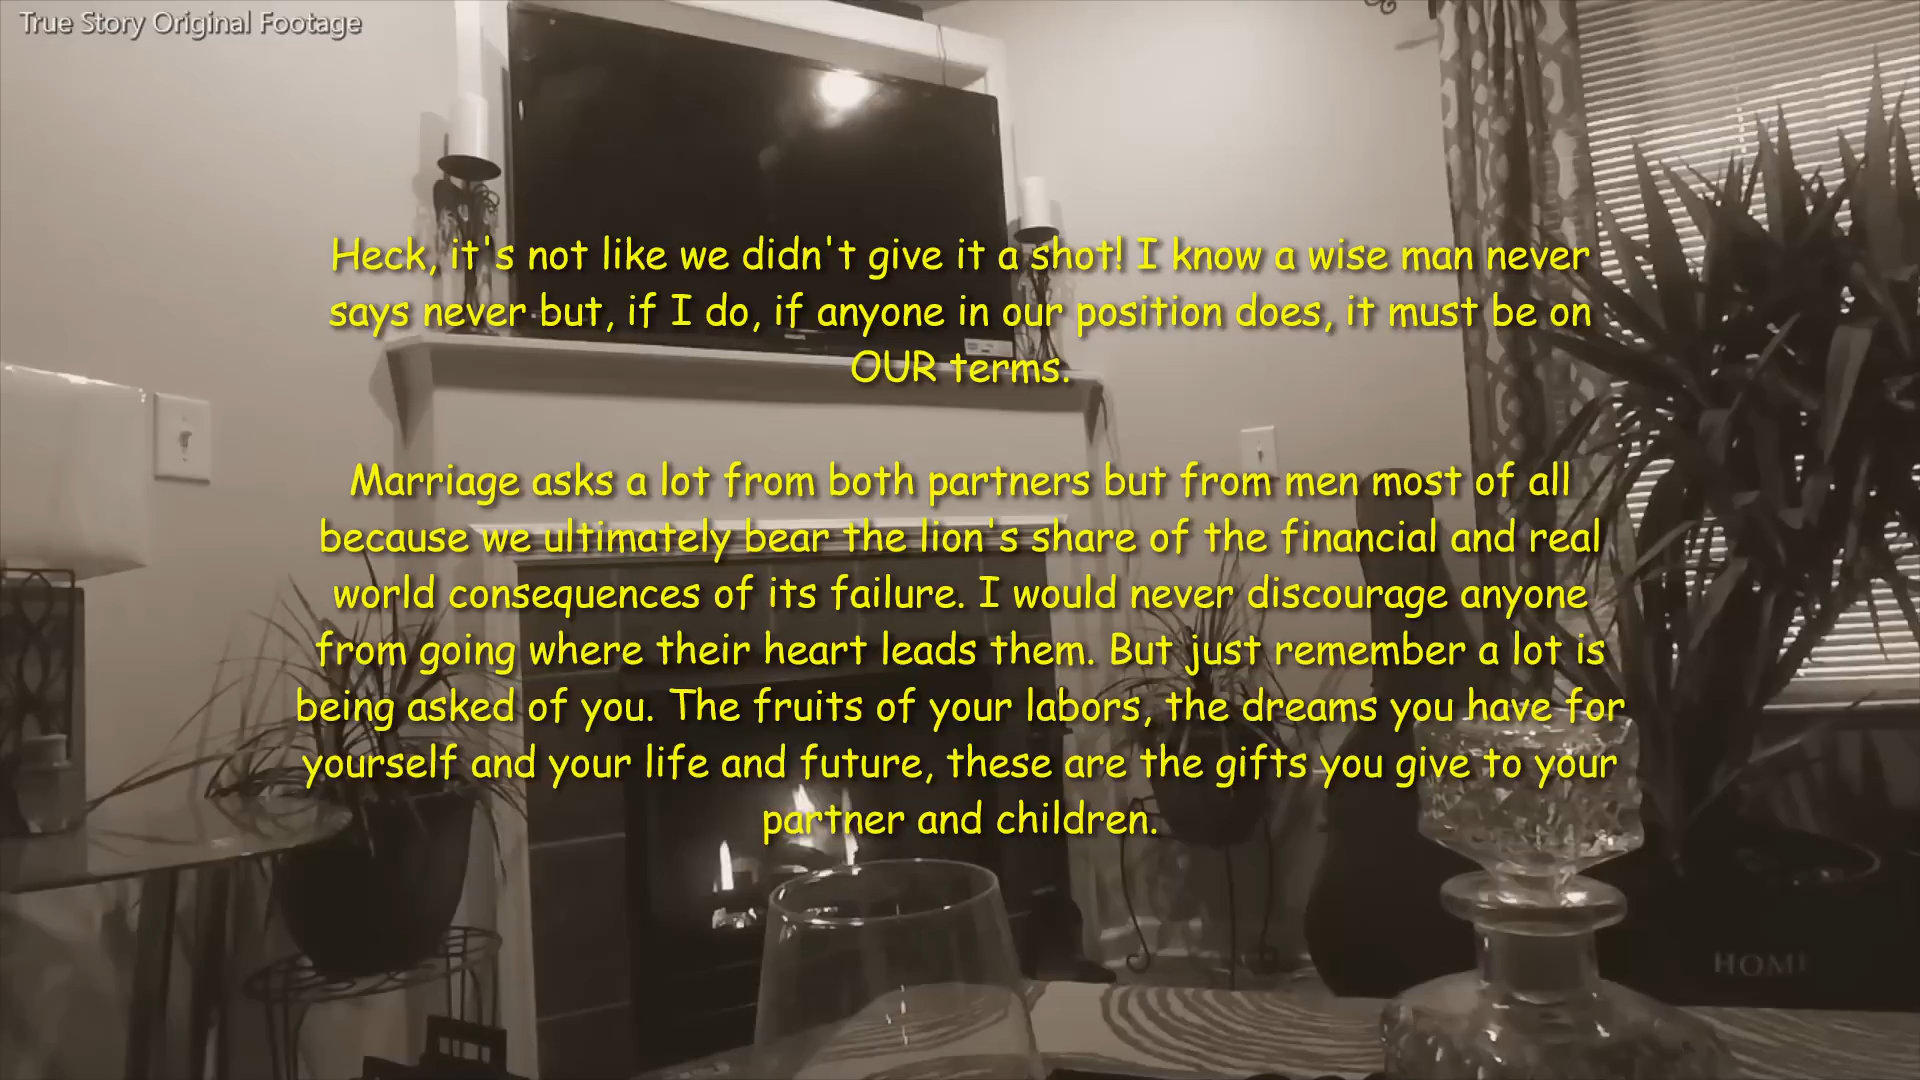 True Story Original Footage
Heck, it's not like we didn't give it a shot! I know a wise man never
says never but, if I do, if anyone in our position does, it must be on
OUR terms.
Marriage asks a lot from both partners but from men most of all
because we ultimately bear the lion's share of the financial and real
world consequences of its failure. I would never discourage anyone
from going where their heart leads them. But just remember a lot is
being asked of you. The fruits of your labors, the dreams you have for
yourself and your life and future, these are the gifts you give to your
partner and children.
HOME